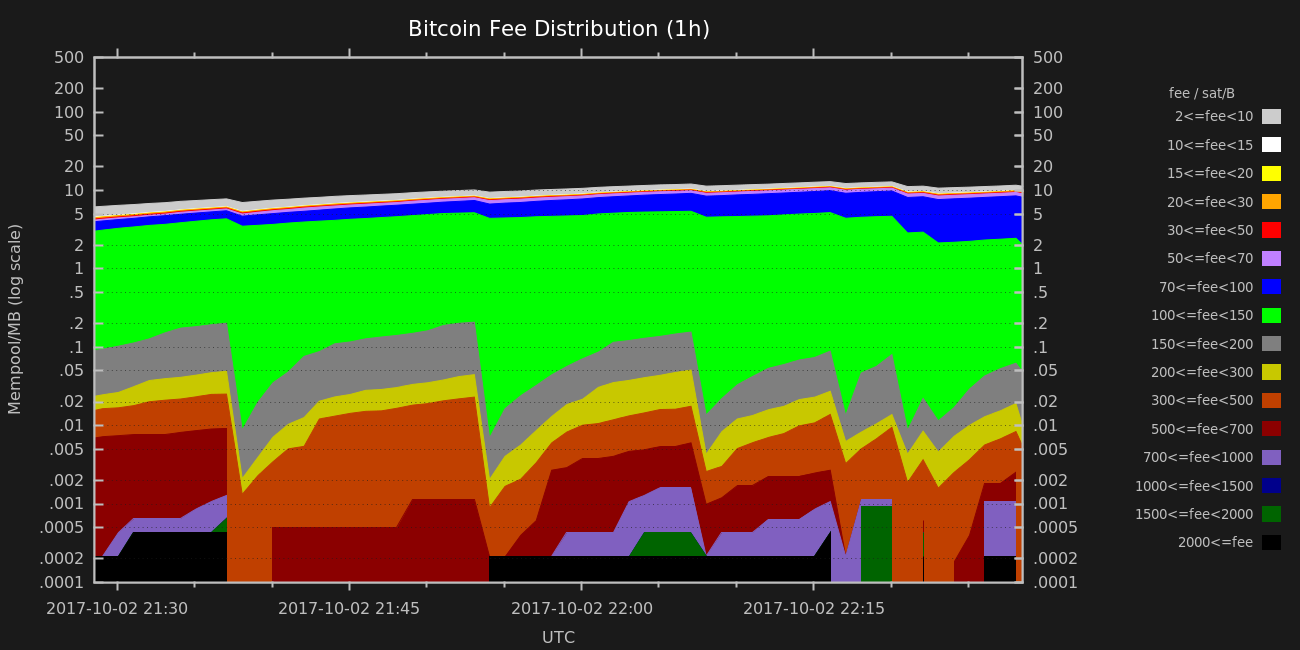 Bitcoin Fee Distribution (1h)
500 500
200 200
100 100
50 50
20 20
10 10
5 5
2 2
1 1
.5 .5
.2 .2
.1 .1
.05 .05
.02 .02
.01 .01
.005 .005
.002 .002
.001 .001
.0005 .0005
.0002 .0002
.0001 .0001
Mempool/MB (log scale)
2017-10-02 21:30 2017-10-02 21:45 2017-10-02 22:00 2017-10-02 22:15
UTC
fee / sat/B
2<=fee<10
10<=fee<15
15<=fee<20
20<=fee<30
30<=fee<50
50<=fee<70
70<=fee<100
100<=fee<150
150<=fee<200
200<=fee<300
300<=fee<500
500<=fee<700
700<=fee<1000
1000<=fee<1500
1500<=fee<2000
2000<=fee